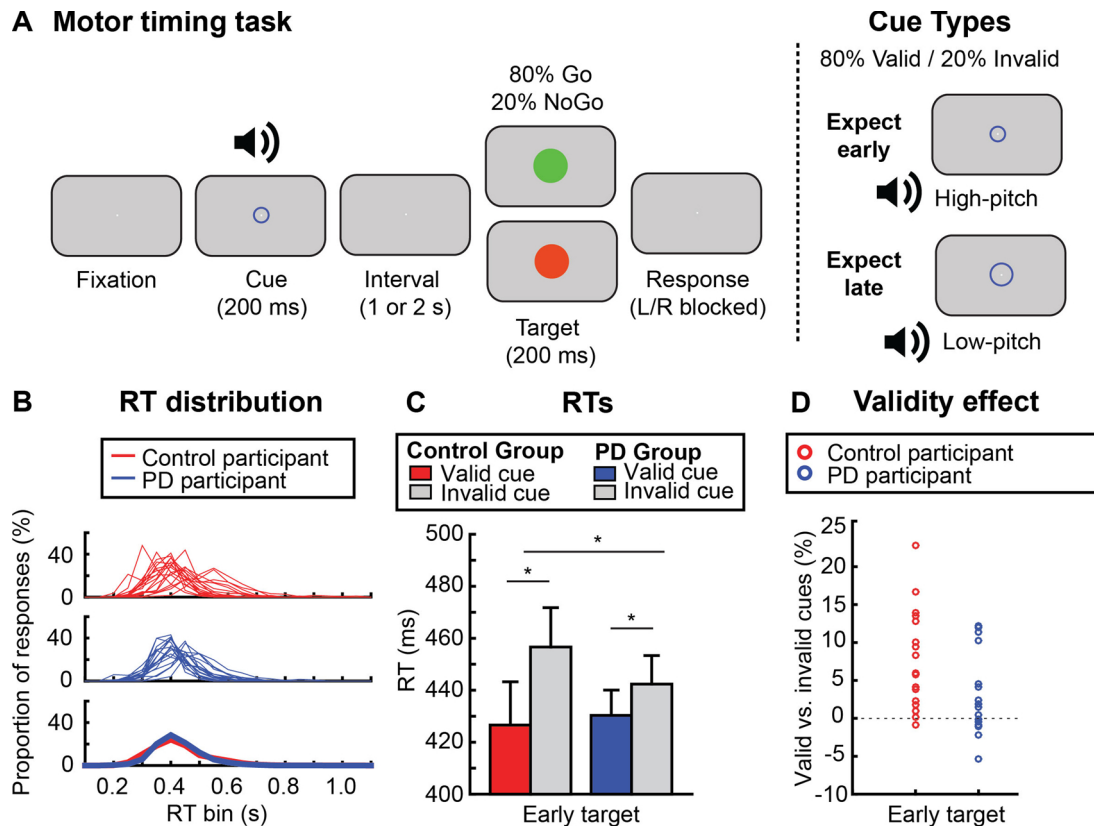 A Motor timing task
80% Go
20% NoGo
Fixation
Cue
(200 ms)
Interval
(1 or 2 s)
Target
(200 ms)
Response
(L/R blocked)
Cue Types
80% Valid / 20% Invalid
Expect
early
High-pitch
Expect
late
Low-pitch
B RT distribution
Control participant
PD participant
Proportion of responses (%)
40
0
40
0
40
0
0.2 0.4 0.6 0.8 1.0
RT bin (s)
C RTs
Control Group PD Group
Valid cue Valid cue
Invalid cue Invalid cue
RT (ms)
500
480
460
440
420
400
*
*
*
Early target
D Validity effect
Control participant
PD participant
Valid vs. invalid cues (%)
25
20
15
10
5
0
-5
-10
Early target